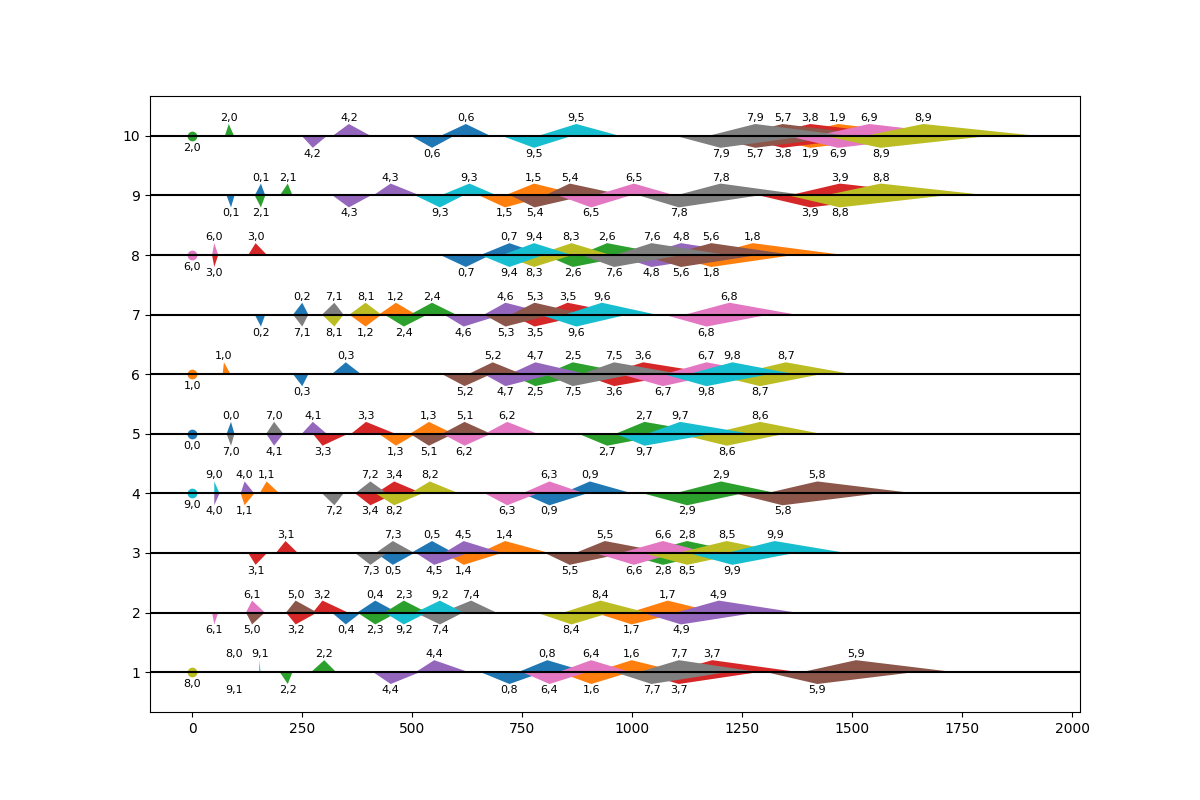 2,0 4,2 0,6 9,5 7,9 5,7 3,8 1,9 6,9 8,9
10
2,0 4,2 0,6 9,5 7,9 5,7 3,8 1,9 6,9 8,9
0,1 2,1 4,3 9,3 1,5 5,4 6,5 7,8 3,9 8,8
9
0,1 2,1 4,3 9,3 1,5 5,4 6,5 7,8 3,9 8,8
6,0 3,0 0,7 9,4 8,3 2,6 7,6 4,8 5,6 1,8
8
6,0 3,0 0,7 9,4 8,3 2,6 7,6 4,8 5,6 1,8
0,2 7,1 8,1 1,2 2,4 4,6 5,3 3,5 9,6 6,8
7
0,2 7,1 8,1 1,2 2,4 4,6 5,3 3,5 9,6 6,8
1,0 0,3 5,2 4,7 2,5 7,5 3,6 6,7 9,8 8,7
6
1,0 0,3 5,2 4,7 2,5 7,5 3,6 6,7 9,8 8,7
0,0 7,0 4,1 3,3 1,3 5,1 6,2 2,7 9,7 8,6
5
0,0 7,0 4,1 3,3 1,3 5,1 6,2 2,7 9,7 8,6
9,0 4,0 1,1 7,2 3,4 8,2 6,3 0,9 2,9 5,8
4
9,0 4,0 1,1 7,2 3,4 8,2 6,3 0,9 2,9 5,8
3,1 7,3 0,5 4,5 1,4 5,5 6,6 2,8 8,5 9,9
3
3,1 7,3 0,5 4,5 1,4 5,5 6,6 2,8 8,5 9,9
6,1 5,0 3,2 0,4 2,3 9,2 7,4 8,4 1,7 4,9
2
6,1 5,0 3,2 0,4 2,3 9,2 7,4 8,4 1,7 4,9
8,0 9,1 2,2 4,4 0,8 6,4 1,6 7,7 3,7 5,9
1
8,0 9,1 2,2 4,4 0,8 6,4 1,6 7,7 3,7 5,9
0 250 500 750 1000 1250 1500 1750 2000